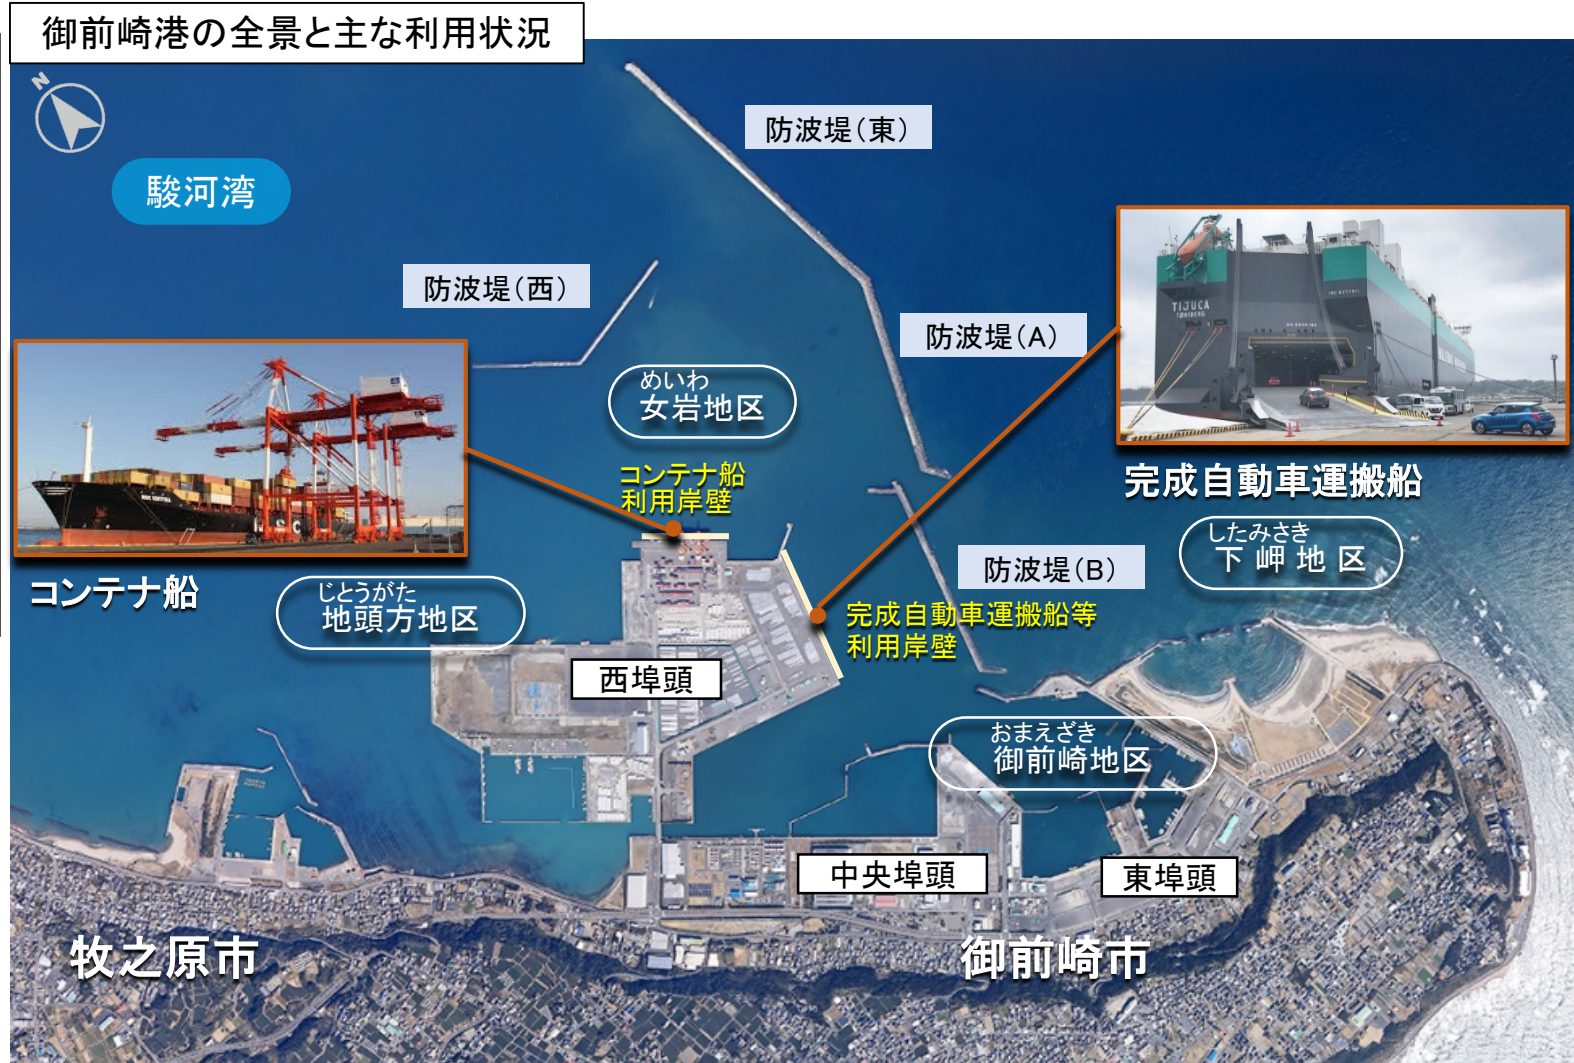 御前崎港の全景と主な利用状況
N
駿河湾
防波堤（東）
防波堤（西）
防波堤（A）
TIJUCA
TØNSBERG
めいわ
女岩地区
コンテナ船
利用岸壁
完成自動車運搬船
したみさき
下岬地区
防波堤（B）
コンテナ船
じとうがた
地頭方地区
完成自動車運搬船等
利用岸壁
西埠頭
おまえざき
御前崎地区
中央埠頭
東埠頭
牧之原市
御前崎市